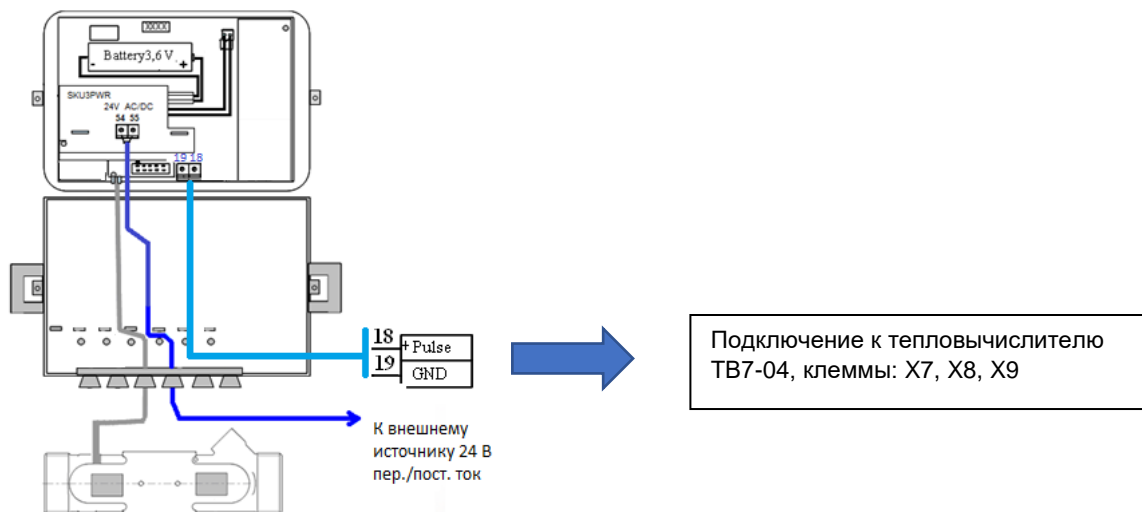 XXXX
Battery3,6 V.
- +
SKU3PWR
24V AC/DC
54 55
19 18
18
+ Pulse
19
GND
К внешнему
источнику 24 В
пер./пост. ток
Подключение к тепловычислителю
ТВ7-04, клеммы: X7, X8, X9